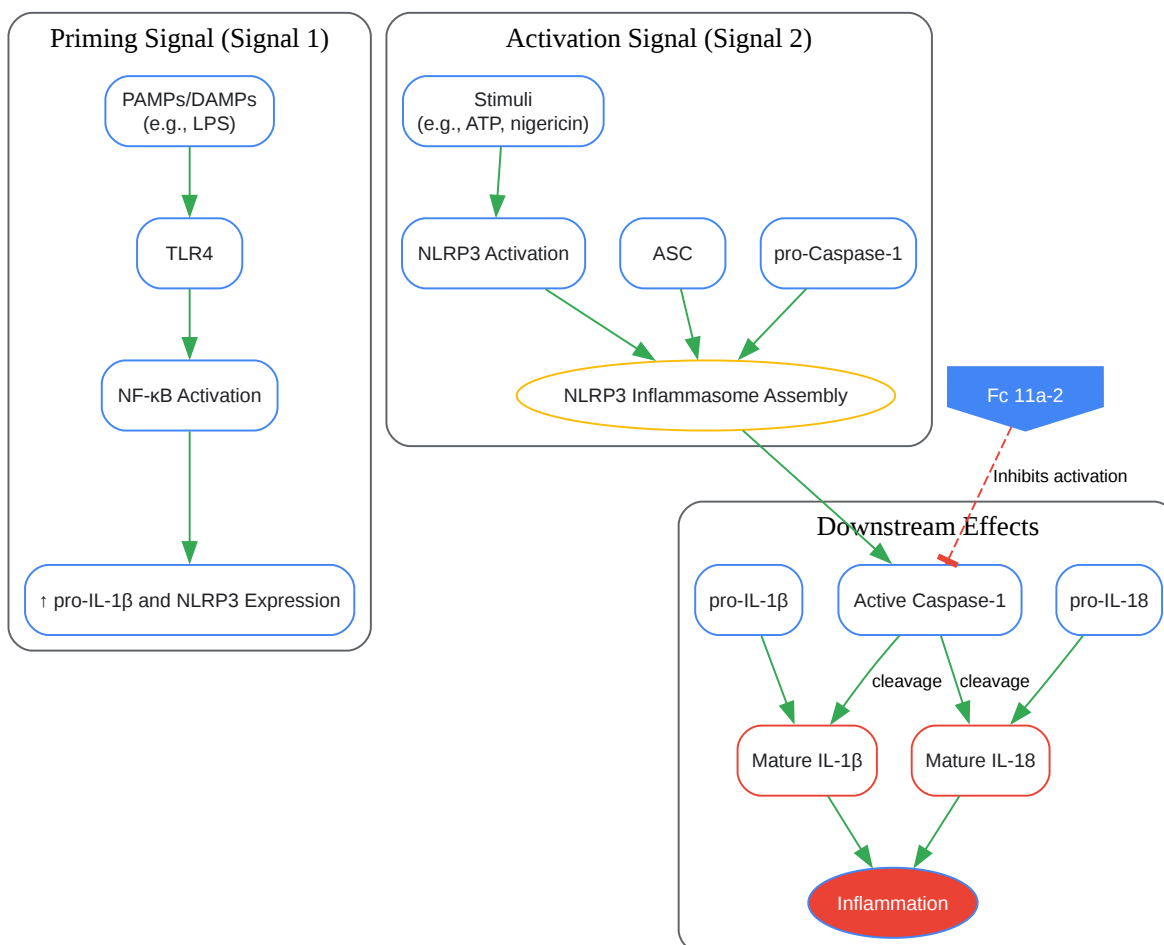 Priming Signal (Signal 1)
PAMPs/DAMPs
(e.g., LPS)
TLR4
NF-κB Activation
↑ pro-IL-1β and NLRP3 Expression
Activation Signal (Signal 2)
Stimuli
(e.g., ATP, nigericin)
NLRP3 Activation
ASC
pro-Caspase-1
NLRP3 Inflammasome Assembly
Fc 11a-2
Inhibits activation
Downstream Effects
pro-IL-1β
Active Caspase-1
pro-IL-18
cleavage
cleavage
Mature IL-1β
Mature IL-18
Inflammation